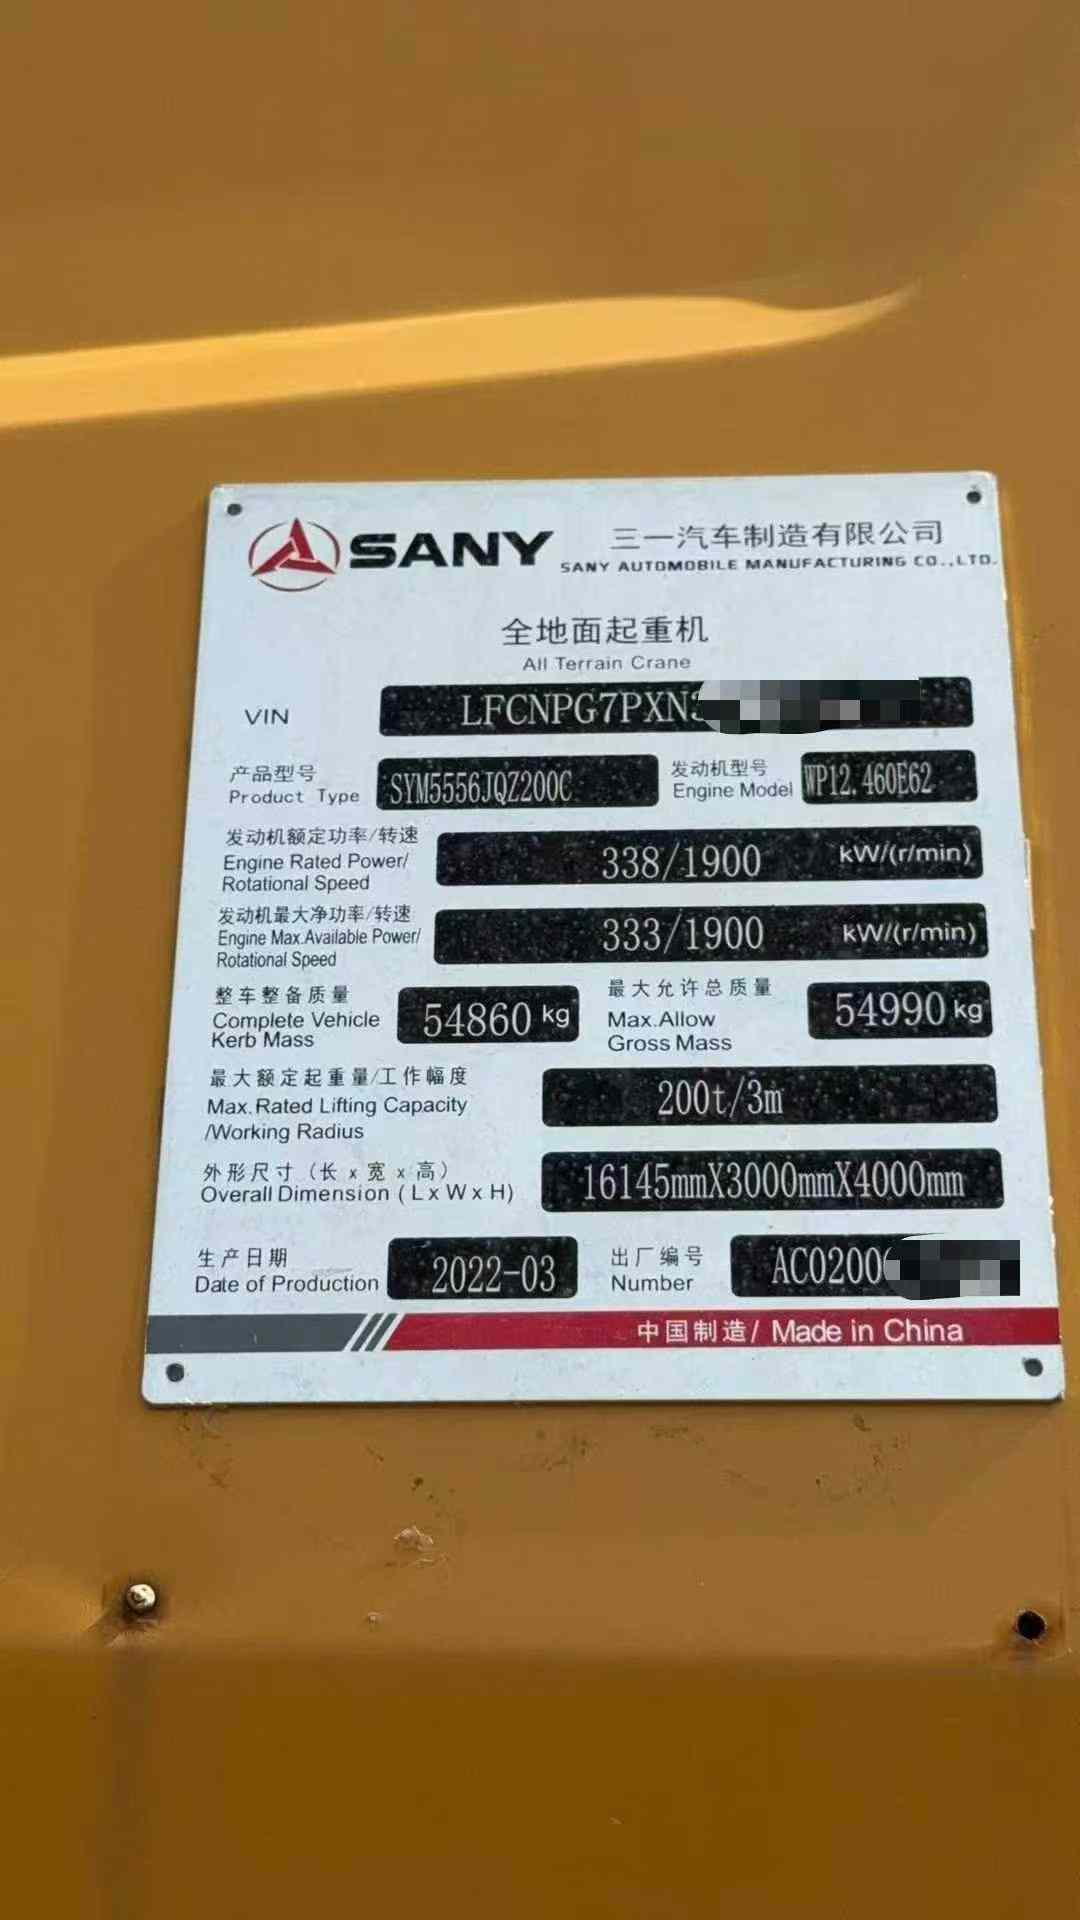 SANY 三一汽车制造有限公司
SANY AUTOMOBILE MANUFACTURING CO.,LTD.
全地面起重机
All Terrain Crane
VIN LFCNPG7PXN
产品型号 SYM5556JQZ200C 发动机型号 WP12.460E62
Product Type Engine Model
发动机额定功率/转速
Engine Rated Power/ 338/1900 kW/(r/min)
Rotational Speed
发动机最大净功率/转速
Engine Max.Available Power/ 333/1900 kW/(r/min)
Rotational Speed
整车整备质量 最大允许总质量
Complete Vehicle 54860 kg Max.Allow 54990 kg
Kerb Mass Gross Mass
最大额定起重量/工作幅度
Max.Rated Lifting Capacity 200t/3m
/Working Radius
外形尺寸（长x宽x高） 16145mmX3000mmX4000mm
Overall Dimension (LxWxH)
生产日期 2022-03 出厂编号 AC0200
Date of Production Number
中国制造/ Made in China